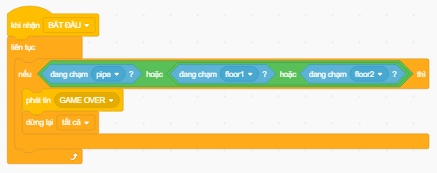 khi nhận BẮT ĐẦU
liên tục
nếu đang chạm pipe ? hoặc đang chạm floor1 ? hoặc đang chạm floor2 ? thì
phát tin GAME OVER
dừng lại tất cả